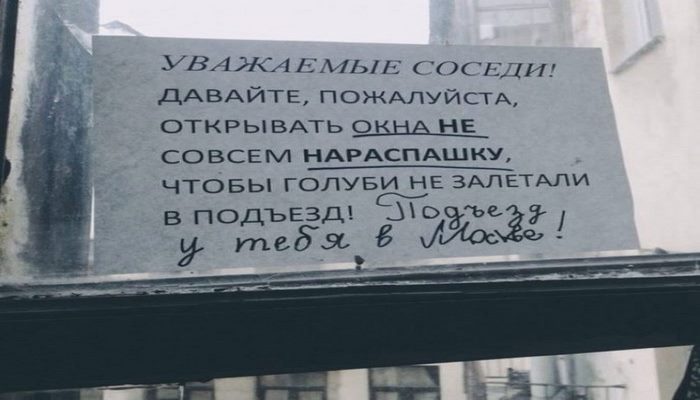 УВАЖАЕМЫЕ СОСЕДИ!
ДАВАЙТЕ, ПОЖАЛУЙСТА,
ОТКРЫВАТЬ ОКНА НЕ
СОВСЕМ НАРАСПАШКУ,
ЧТОБЫ ГОЛУБИ НЕ ЗАЛЕТАЛИ
В ПОДЪЕЗД! Подъезд
у тебя в Москве!